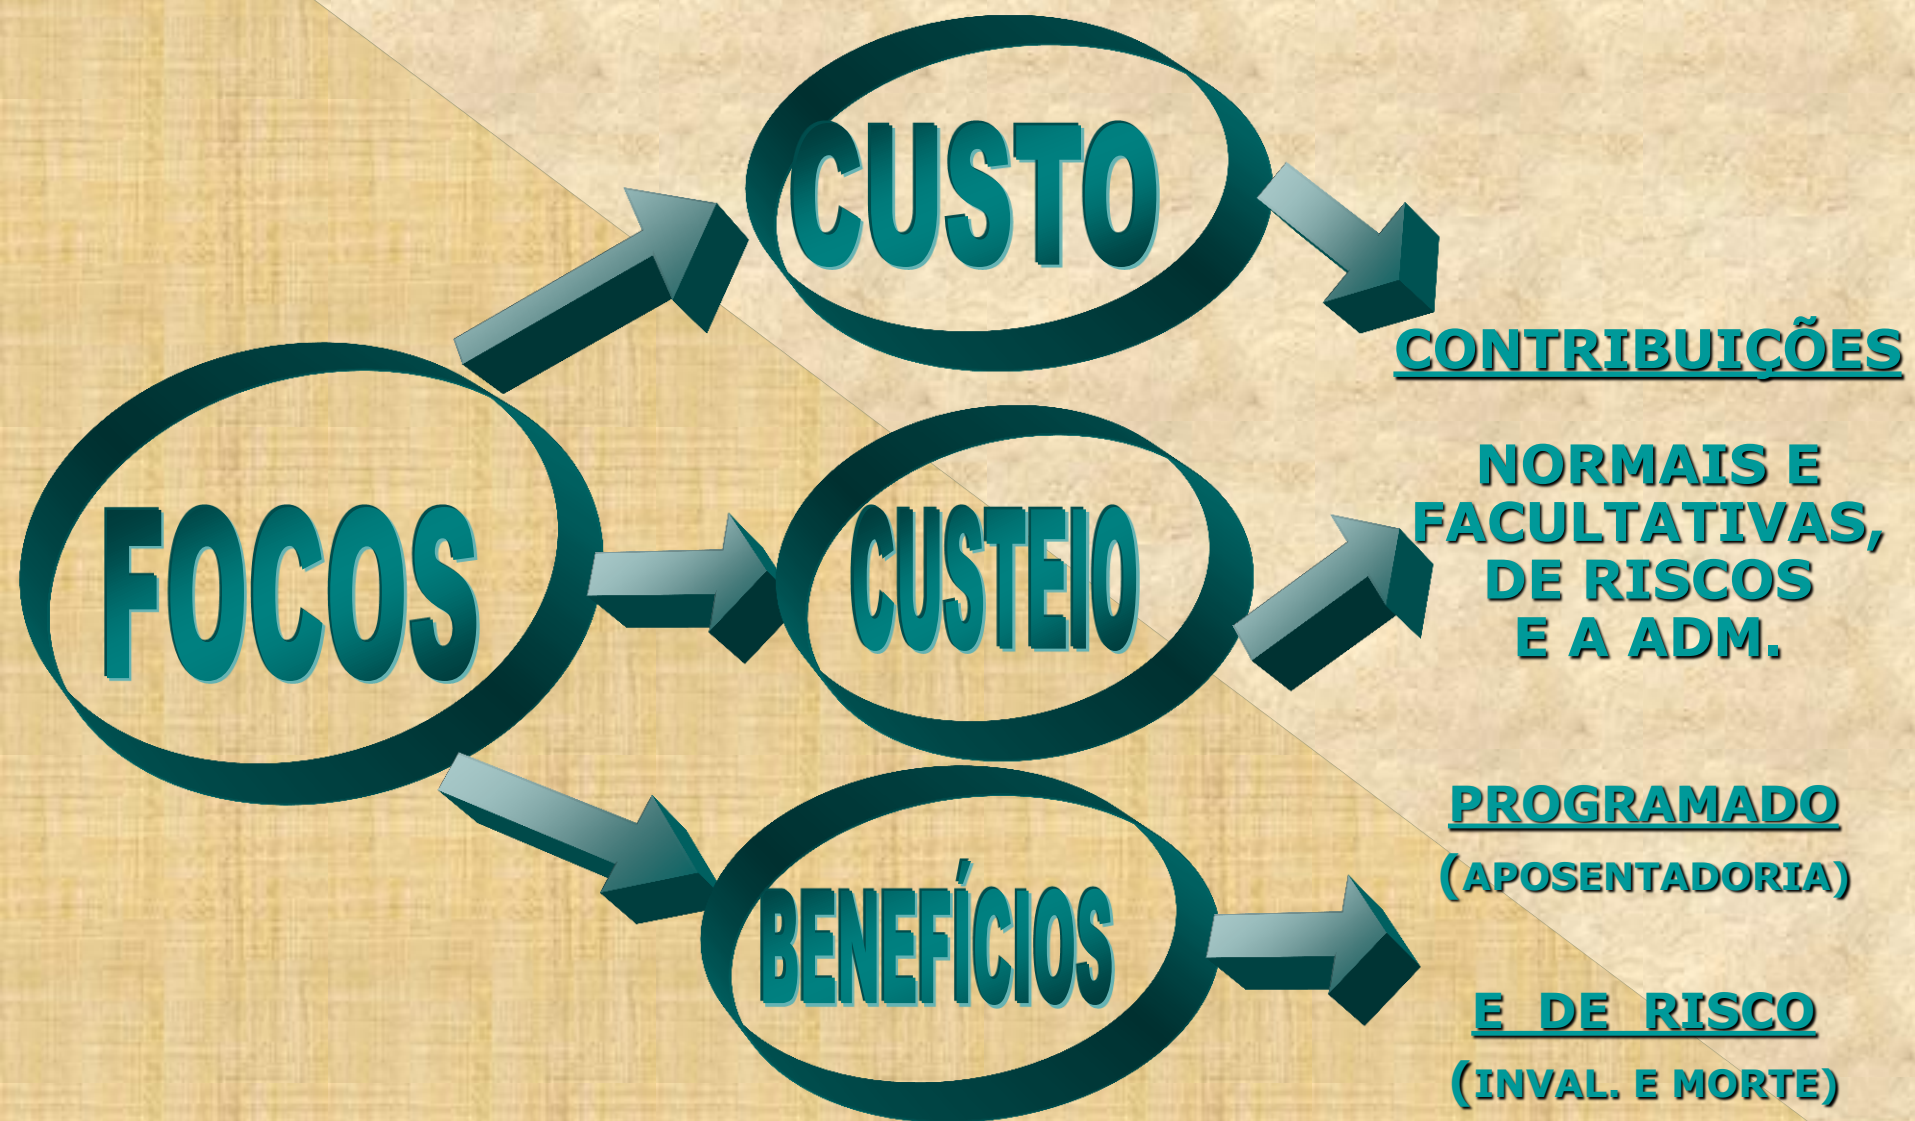 FOCOS
CUSTO
CUSTEIO
BENEFÍCIOS
CONTRIBUIÇÕES
NORMAIS E
FACULTATIVAS,
DE RISCOS
E A ADM.
PROGRAMADO
(APOSENTADORIA)
E DE RISCO
(INVAL. E MORTE)